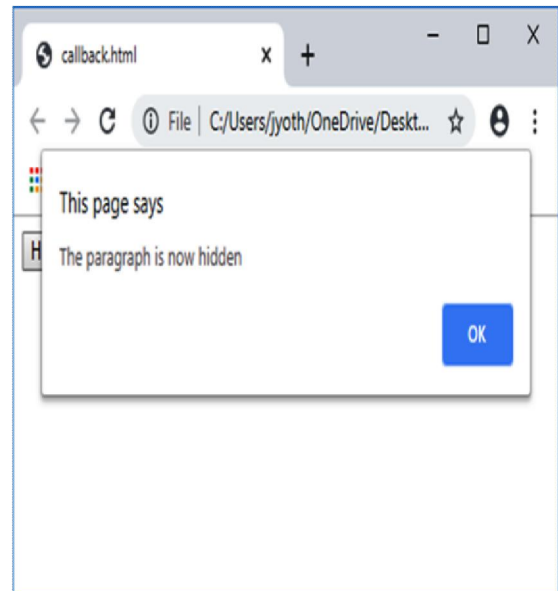 callback.html
File | C:/Users/jyoth/OneDrive/Deskt...
This page says
H
The paragraph is now hidden
OK